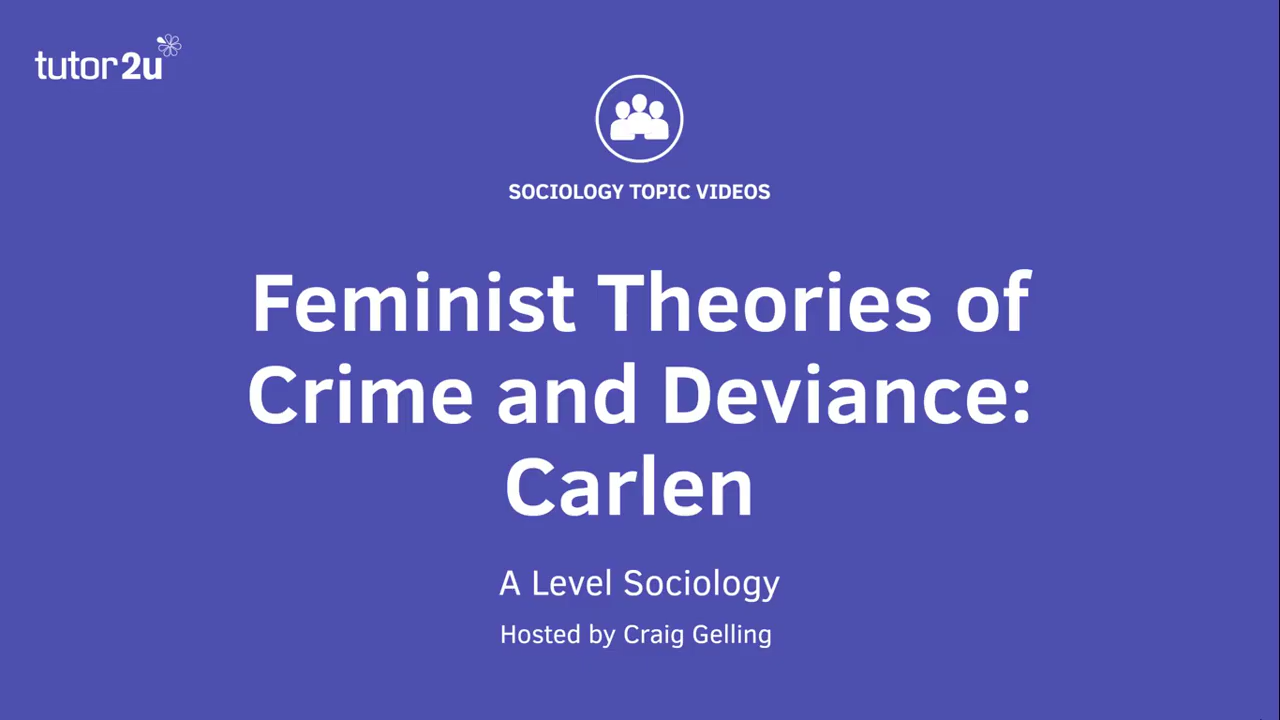 tutor2u
SOCIOLOGY TOPIC VIDEOS
Feminist Theories of
Crime and Deviance:
Carlen
A Level Sociology
Hosted by Craig Gelling